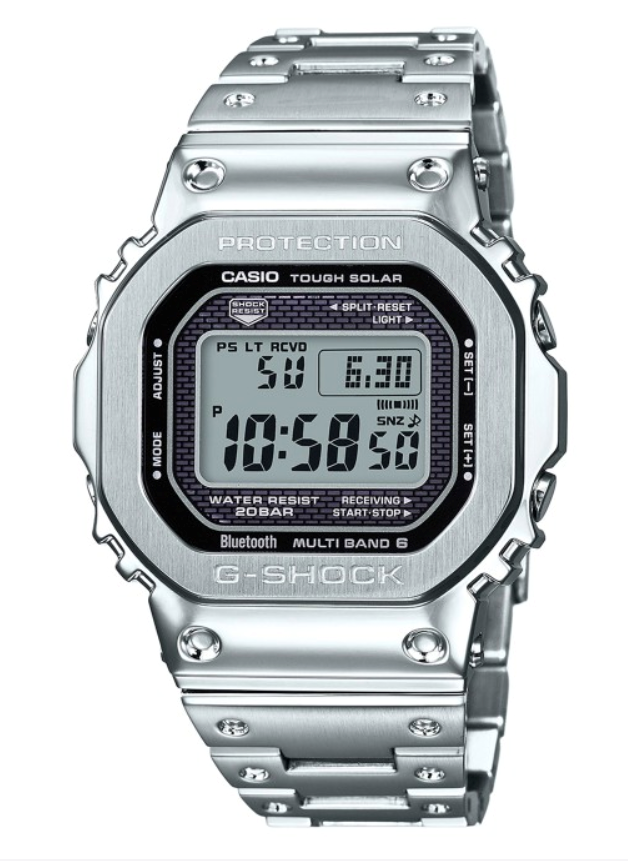 PROTECTION
CASIO TOUGH SOLAR
SHOCK
RESIST
◄ SPLIT·RESET
LIGHT ►
PS LT RCVD
SU 6.30
P
SNZ
10:58 50
• MODE ADJUST •
• SET [–]
SET [+] •
WATER RESIST
20BAR
RECEIVING ►
START·STOP ►
Bluetooth MULTI BAND 6
G-SHOCK